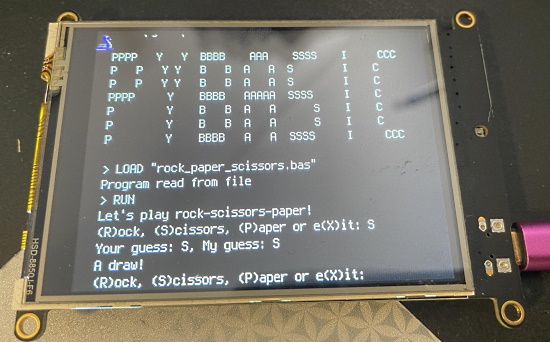 PPPP Y Y BBBB AAA SSSS I CCC
P P Y Y B B A A S I C
P P Y Y B B A A S I C
PPPP Y BBBB AAAAA SSSS I C
P Y B B A A S I C
P Y B B A A S I C
P Y BBBB A A SSSS I CCC
> LOAD "rock_paper_scissors.bas"
Program read from file
> RUN
Let's play rock-scissors-paper!
(R)ock, (S)cissors, (P)aper or e(X)it: S
Your guess: S, My guess: S
A draw!
(R)ock, (S)cissors, (P)aper or e(X)it: